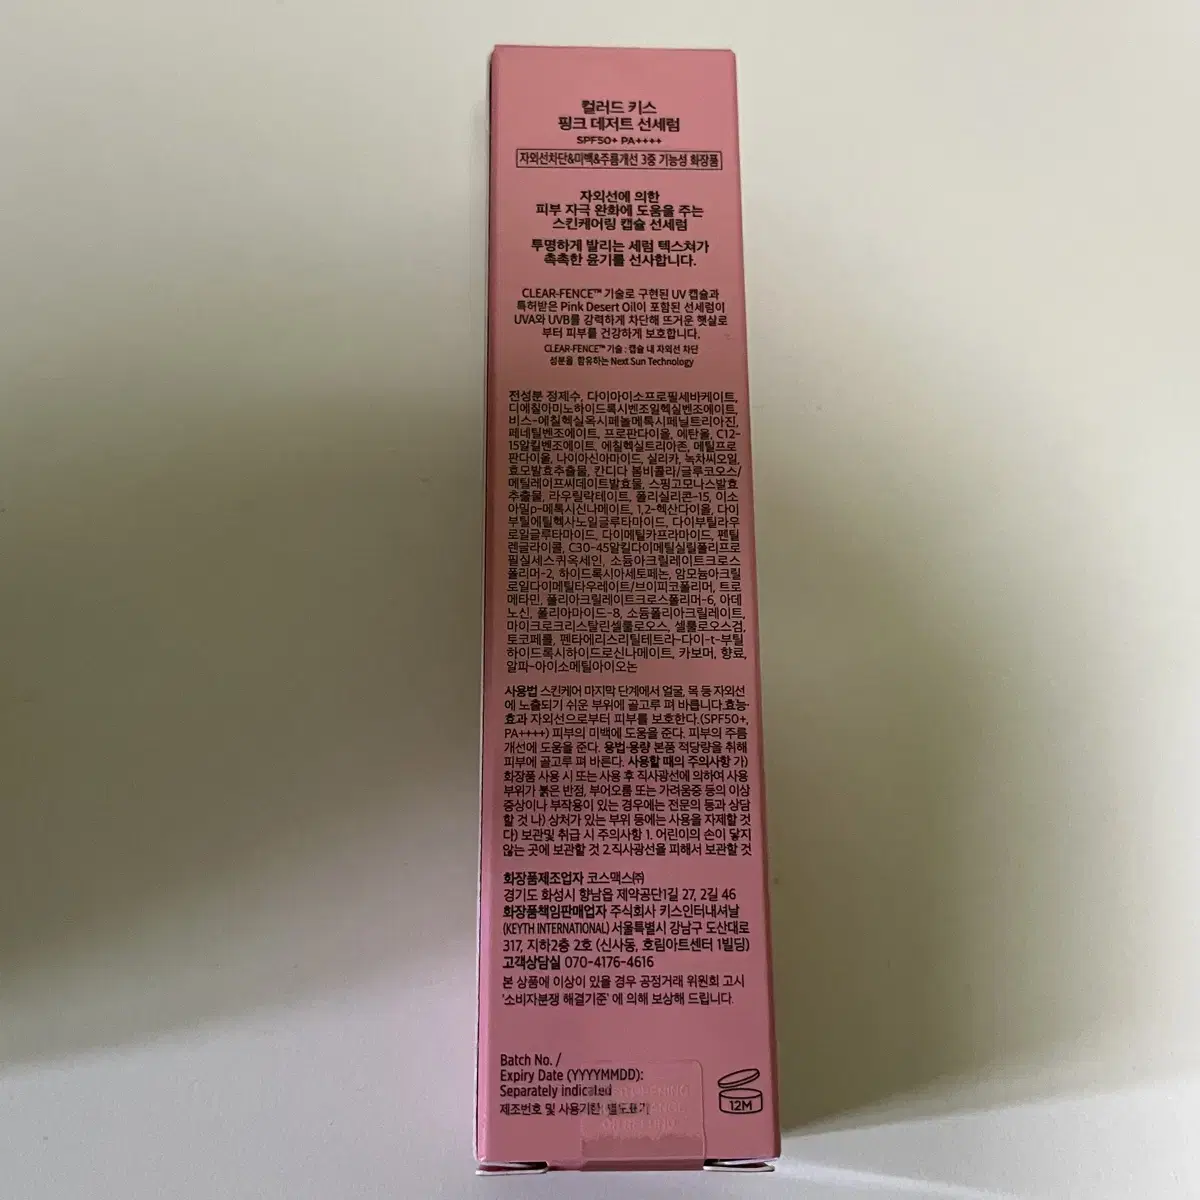 컬러드 키스
핑크 데저트 선세럼
SPF50+ PA++++
자외선차단&미백&주름개선 3중 기능성 화장품
자외선에 의한
피부 자극 완화에 도움을 주는
스킨케어링 캡슐 선세럼
투명하게 발리는 세럼 텍스쳐가
촉촉한 윤기를 선사합니다.
CLEAR-FENCE™ 기술로 구현된 UV 캡슐과
특허받은 Pink Desert Oil이 포함된 선세럼이
UVA와 UVB를 강력하게 차단해 뜨거운 햇살로
부터 피부를 건강하게 보호합니다.
CLEAR-FENCE™ 기술 : 캡슐 내 자외선 차단
성분을 함유하는 Next Sun Technology
전성분 정제수, 다이아이소프로필세바케이트,
디에칠아미노하이드록시벤조일헥실벤조에이트,
비스-에칠헥실옥시페놀메톡시페닐트리아진,
페네틸벤조에이트, 프로판다이올, 에탄올, C12-
15알킬벤조에이트, 에칠헥실트리아존, 메틸프로
판다이올, 나이아신아마이드, 실리카, 녹차씨오일,
효모발효추출물, 칸디다 봄비콜라/글루코오스/
메틸레이프씨데이트발효물, 스핑고모나스발효
추출물, 라우릴락테이트, 폴리실리콘-15, 이소
아밀p-메톡시신나메이트, 1,2-헥산다이올, 다이
부틸에틸헥사노일글루타마이드, 다이부틸라우
로일글루타마이드, 다이메틸카프라마이드, 펜틸
렌글라이콜, C30-45알킬다이메틸실릴폴리프로
필실세스퀴옥세인, 소듐아크릴레이트크로스
폴리머-2, 하이드록시아세토페논, 암모늄아크릴
로일다이메틸타우레이트/브이피코폴리머, 트로
메타민, 폴리아크릴레이트크로스폴리머-6, 아데
노신, 폴리아마이드-8, 소듐폴리아크릴레이트,
마이크로크리스탈린셀룰로오스, 셀룰로오스검,
토코페롤, 펜타에리스리틸테트라-다이-t-부틸
하이드록시하이드로신나메이트, 카보머, 향료,
알파-아이소메틸아이오논
사용법 스킨케어 마지막 단계에서 얼굴, 목 등 자외선
에 노출되기 쉬운 부위에 골고루 펴 바릅니다.효능·
효과 자외선으로부터 피부를 보호한다.(SPF50+,
PA++++) 피부의 미백에 도움을 준다. 피부의 주름
개선에 도움을 준다. 용법·용량 본품 적당량을 취해
피부에 골고루 펴 바른다. 사용할 때의 주의사항 가)
화장품 사용 시 또는 사용 후 직사광선에 의하여 사용
부위가 붉은 반점, 부어오름 또는 가려움증 등의 이상
증상이나 부작용이 있는 경우에는 전문의 등과 상담
할 것 나) 상처가 있는 부위 등에는 사용을 자제할 것
다) 보관및 취급 시 주의사항 1. 어린이의 손이 닿지
않는 곳에 보관할 것 2.직사광선을 피해서 보관할 것
화장품제조업자 코스맥스㈜
경기도 화성시 향남읍 제약공단1길 27, 2길 46
화장품책임판매업자 주식회사 키스인터내셔날
(KEYTH INTERNATIONAL) 서울특별시 강남구 도산대로
317, 지하2층 2호 (신사동, 호림아트센터 1빌딩)
고객상담실 070-4176-4616
본 상품에 이상이 있을 경우 공정거래 위원회 고시
'소비자분쟁 해결기준' 에 의해 보상해 드립니다.
Batch No. /
Expiry Date (YYYYMMDD):
Separately indicated
제조번호 및 사용기한: 별도표기
12M